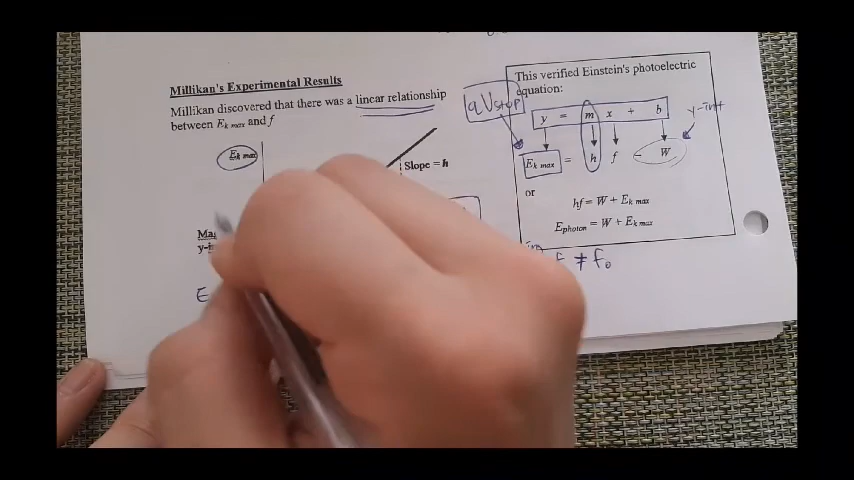 Millikan's Experimental Results
Millikan discovered that there was a linear relationship
between Ek max and f
Ek max
Slope = h
y-
E
qVstop
This verified Einstein's photoelectric
equation:
y = m x + b
y-int
Ek max = h f - W
or
hf = W + Ek max
Ephoton = W + Ek max
f ≠ f₀